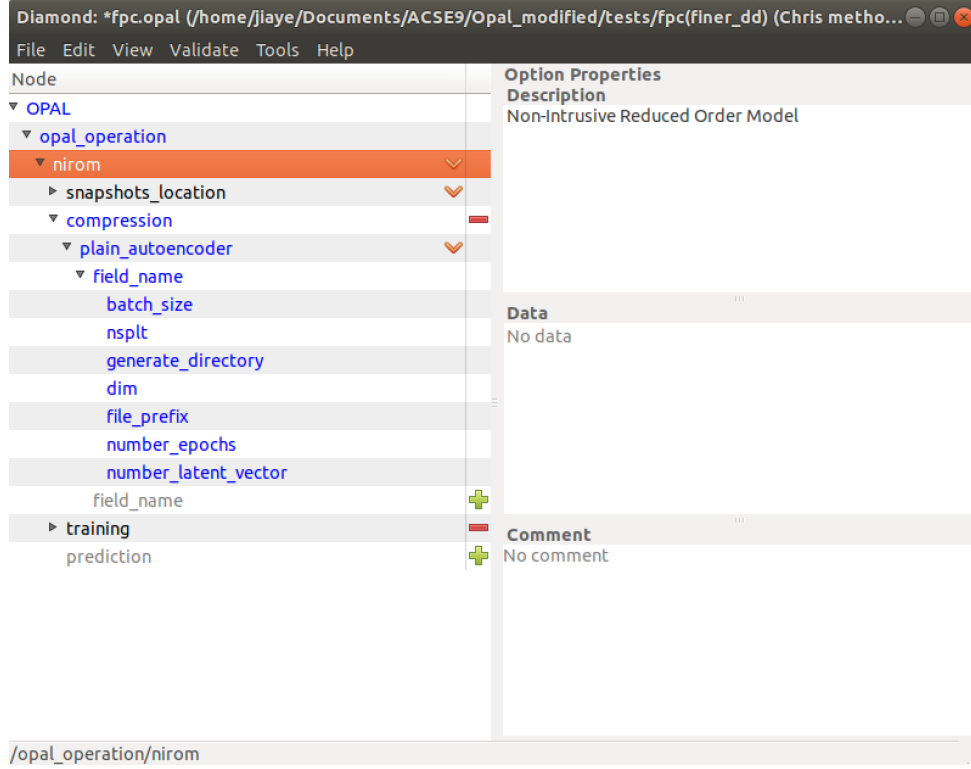 Diamond: *fpc.opal (/home/jiaye/Documents/ACSE9/Opal_modified/tests/fpc(finer_dd) (Chris metho...
File Edit View Validate Tools Help
Node
OPAL
opal_operation
nirom
snapshots_location
compression
plain_autoencoder
field_name
batch_size
nsplt
generate_directory
dim
file_prefix
number_epochs
number_latent_vector
field_name
training
prediction
Option Properties
Description
Non-Intrusive Reduced Order Model
Data
No data
Comment
No comment
/opal_operation/nirom